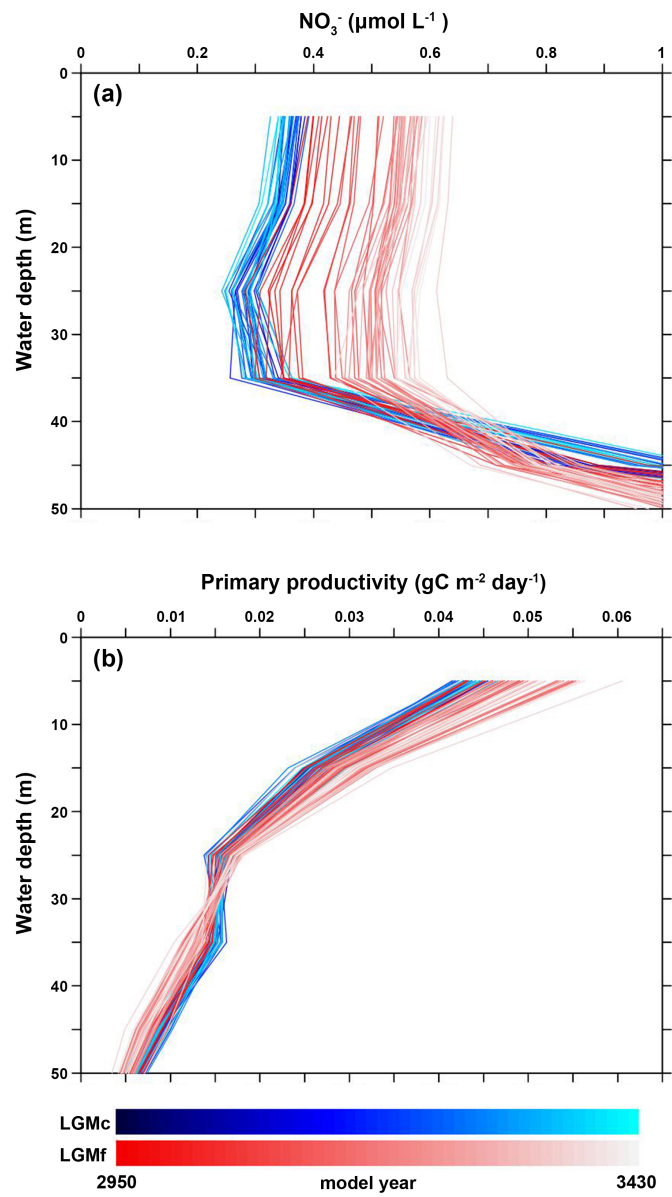 NO₃⁻ (µmol L⁻¹ )
0 0.2 0.4 0.6 0.8 1
(a)
Water depth (m)
0
10
20
30
40
50
Primary productivity (gC m⁻² day⁻¹)
0 0.01 0.02 0.03 0.04 0.05 0.06
(b)
Water depth (m)
0
10
20
30
40
50
LGMc
LGMf
2950 model year 3430